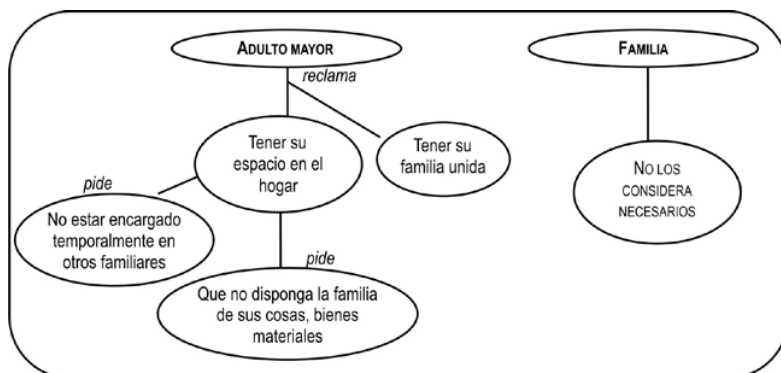 ADULTO MAYOR
reclama
Tener su
espacio en el
hogar
Tener su
familia unida
pide
No estar encargado
temporalmente en
otros familiares
pide
Que no disponga la familia
de sus cosas, bienes
materiales
FAMILIA
NO LOS
CONSIDERA
NECESARIOS